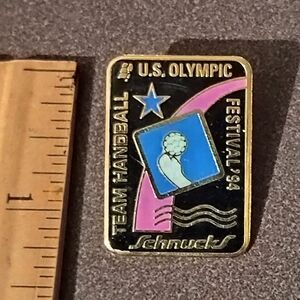 U.S. OLYMPIC
FESTIVAL '94
TEAM HANDBALL
Schnucks
1